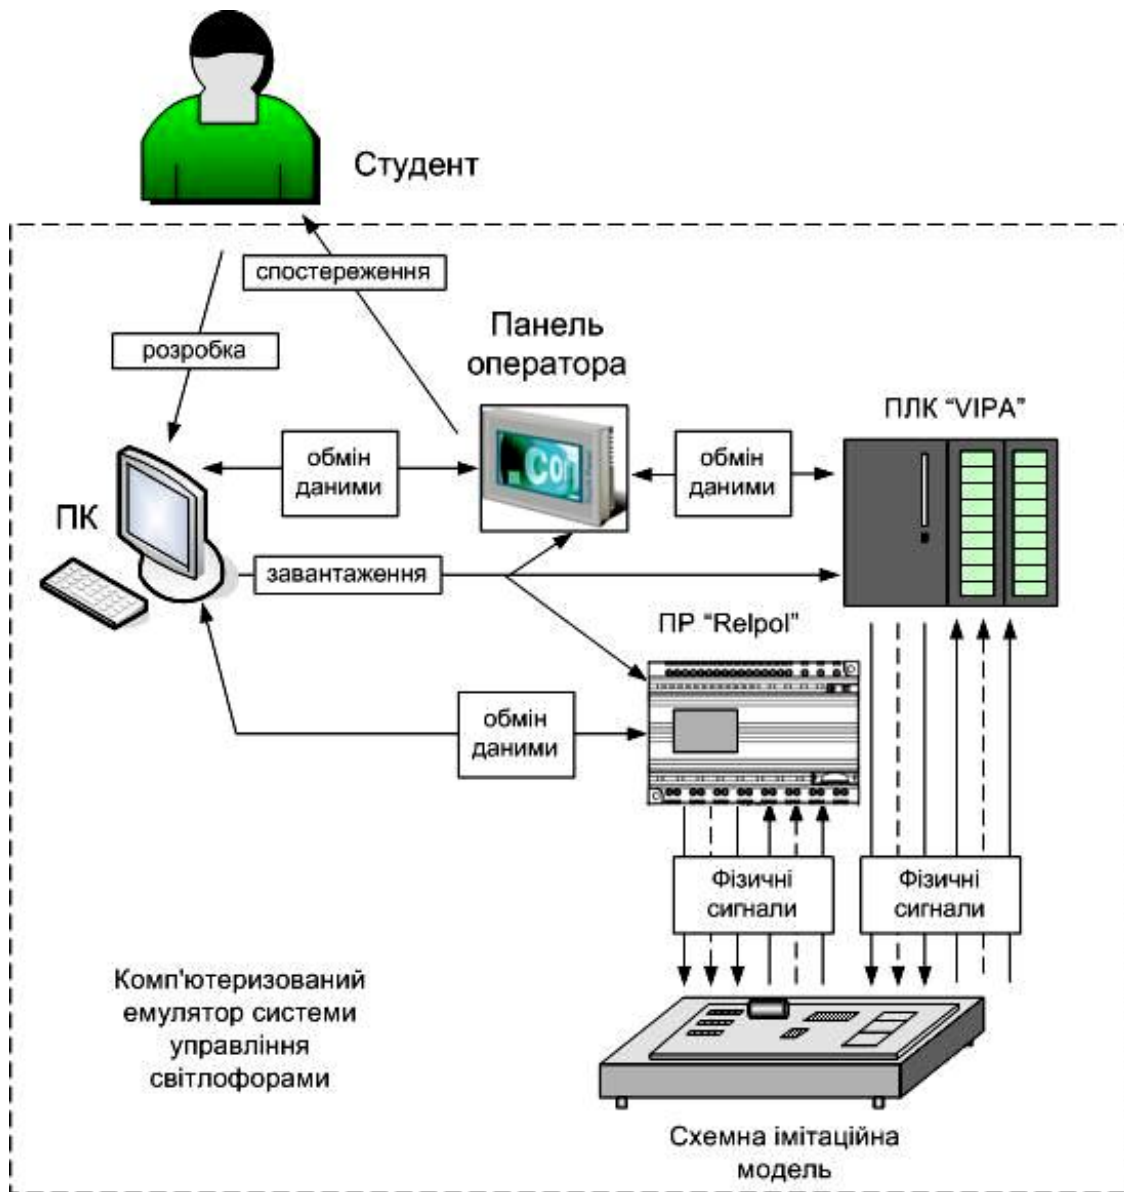 Студент
спостереження
розробка
Панель
оператора
ПЛК “VIPA”
обмін
даними
обмін
даними
ПК
завантаження
ПР “Relpol”
обмін
даними
Фізичні
сигнали
Фізичні
сигнали
Комп'ютеризований
емулятор системи
управління
світлофорами
Схемна імітаційна
модель